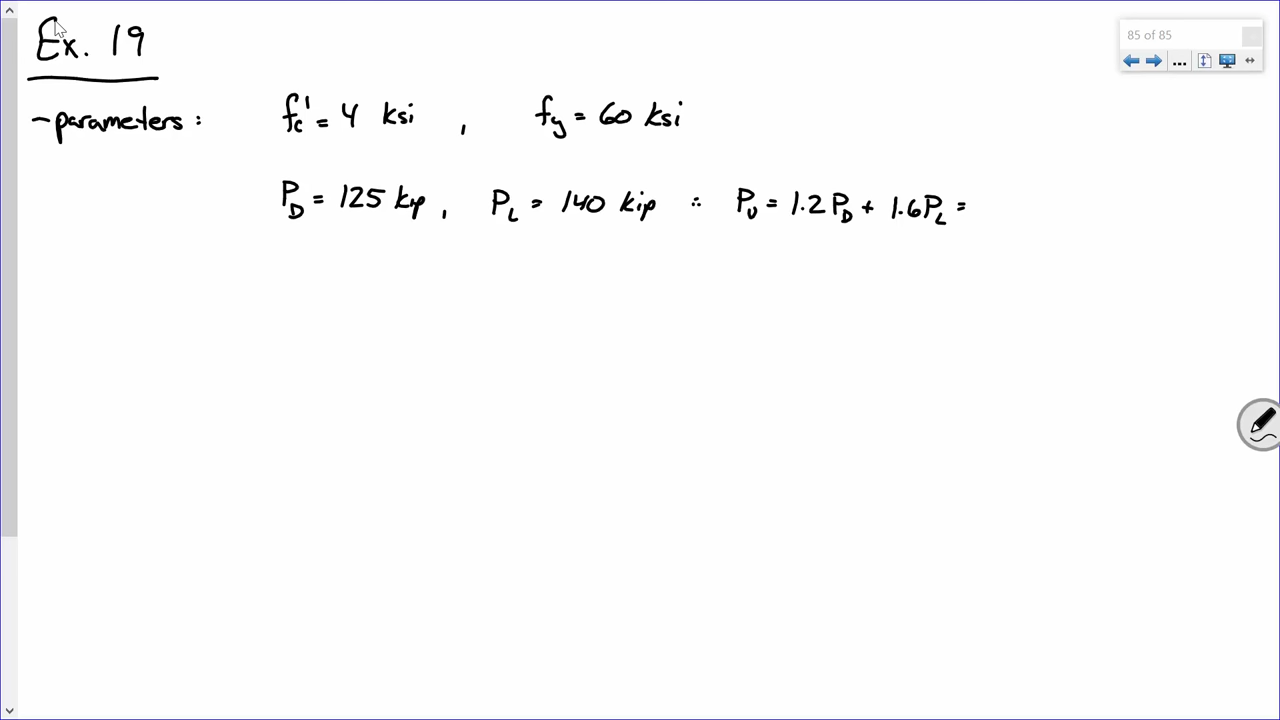 Ex. 19
85 of 85
- parameters : fc' = 4 ksi , fy = 60 ksi
PD = 125 kip , PL = 140 kip ∴ PU = 1.2 PD + 1.6 PL =